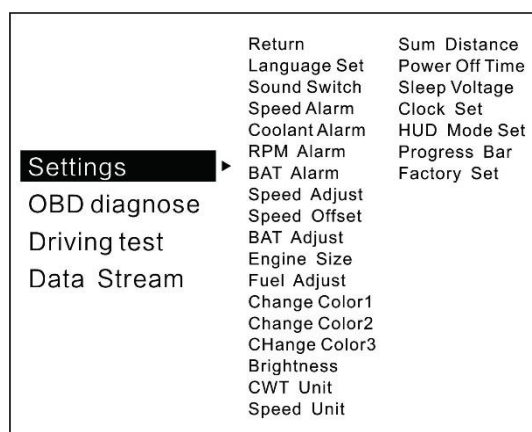 Settings
OBD diagnose
Driving test
Data Stream
Return
Language Set
Sound Switch
Speed Alarm
Coolant Alarm
RPM Alarm
BAT Alarm
Speed Adjust
Speed Offset
BAT Adjust
Engine Size
Fuel Adjust
Change Color1
Change Color2
CHange Color3
Brightness
CWT Unit
Speed Unit
Sum Distance
Power Off Time
Sleep Voltage
Clock Set
HUD Mode Set
Progress Bar
Factory Set